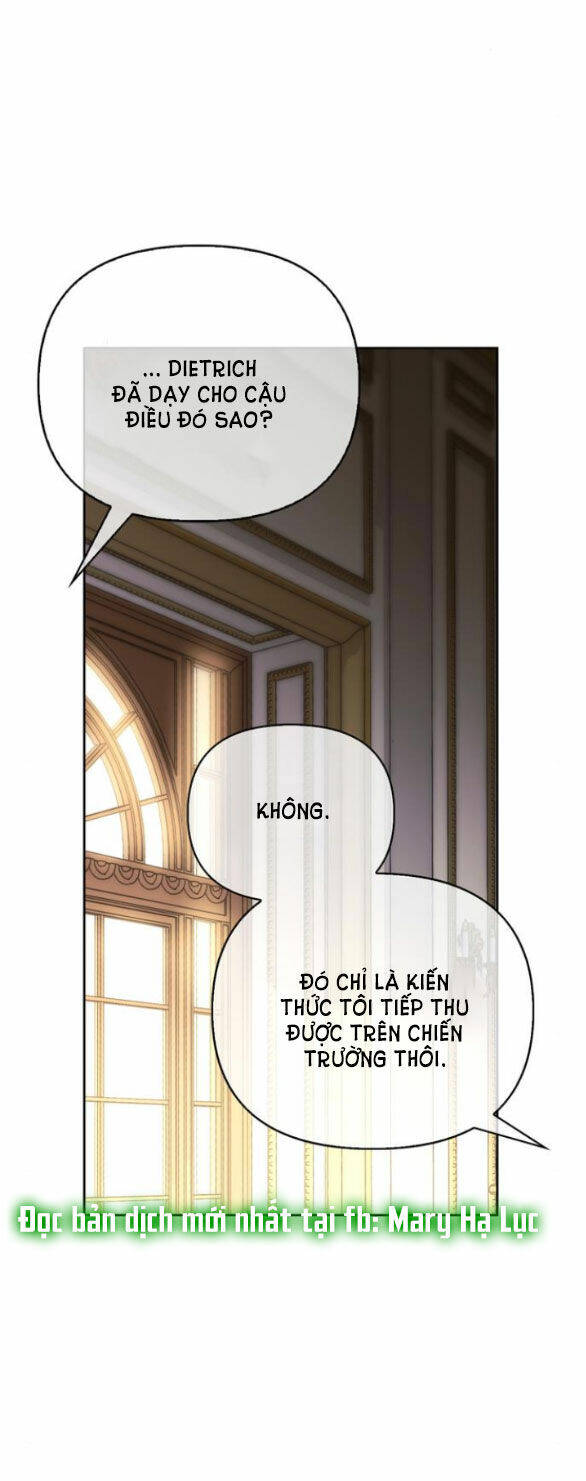 ... DIETRICH
ĐÃ DẠY CHO CẬU
ĐIỀU ĐÓ SAO?
KHÔNG.
ĐÓ CHỈ LÀ KIẾN
THỨC TÔI TIẾP THU
ĐƯỢC TRÊN CHIẾN
TRƯỜNG THÔI.
Đọc bản dịch mới nhất tại fb: Mary Hạ Lục